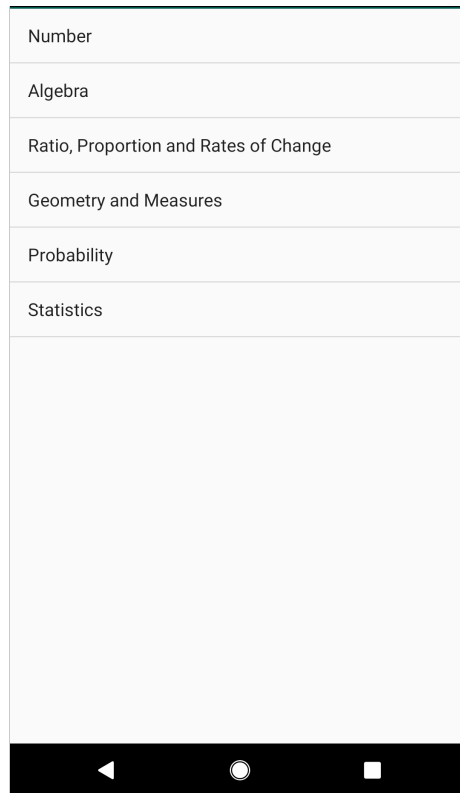 Number
Algebra
Ratio, Proportion and Rates of Change
Geometry and Measures
Probability
Statistics